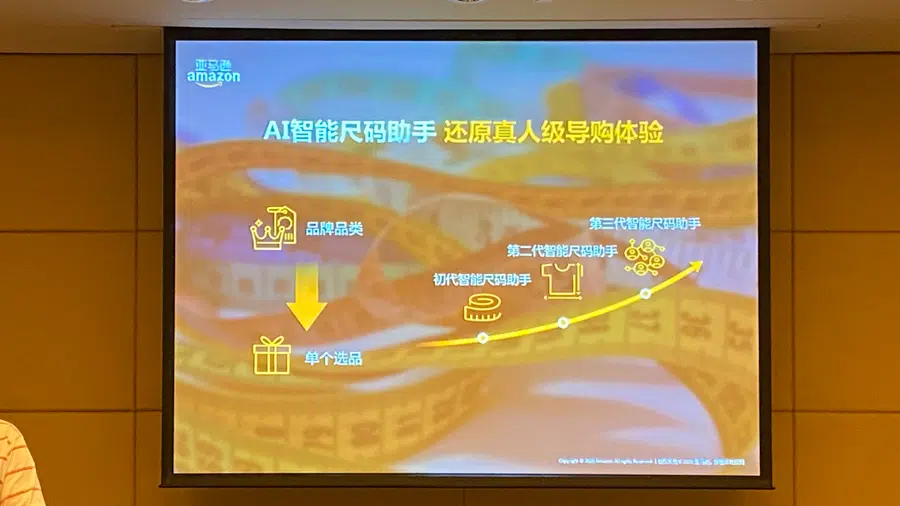 亚马逊
amazon
AI智能尺码助手 还原真人级导购体验
品牌品类
单个选品
初代智能尺码助手
第二代智能尺码助手
第三代智能尺码助手